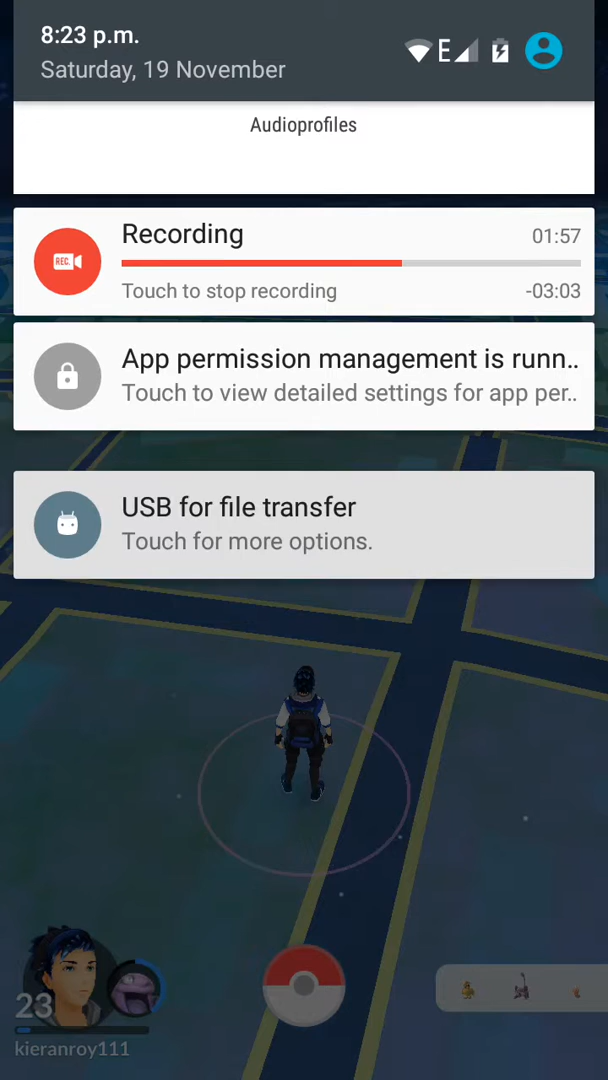 8:23 p.m.
E
Saturday, 19 November
Audioprofiles
Recording
01:57
REC.
Touch to stop recording
-03:03
App permission management is runn..
Touch to view detailed settings for app per..
USB for file transfer
Touch for more options.
23
kieranroy111